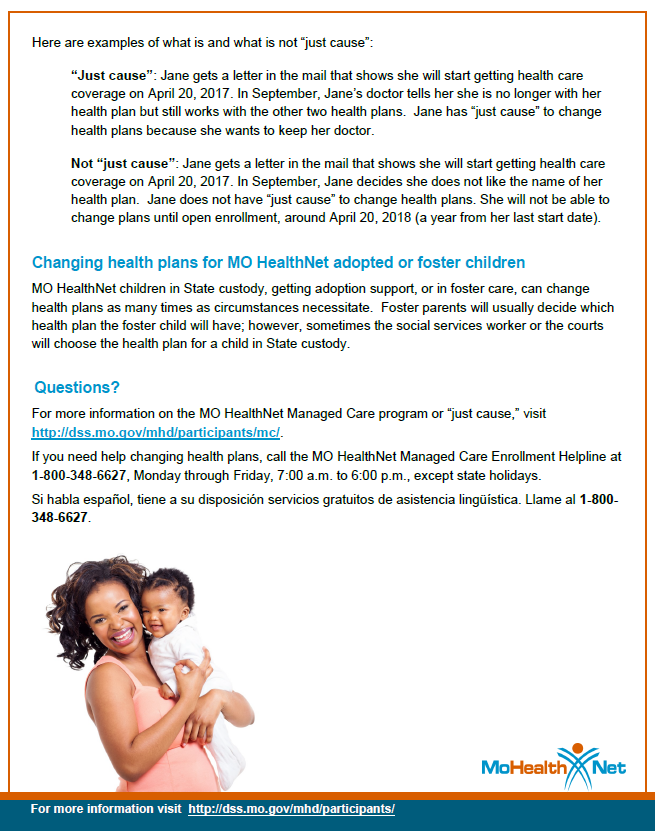 Here are examples of what is and what is not “just cause”:
“Just cause”: Jane gets a letter in the mail that shows she will start getting health care
coverage on April 20, 2017. In September, Jane’s doctor tells her she is no longer with her
health plan but still works with the other two health plans.  Jane has “just cause” to change
health plans because she wants to keep her doctor.
Not “just cause”: Jane gets a letter in the mail that shows she will start getting health care
coverage on April 20, 2017. In September, Jane decides she does not like the name of her
health plan.  Jane does not have “just cause” to change health plans. She will not be able to
change plans until open enrollment, around April 20, 2018 (a year from her last start date).
Changing health plans for MO HealthNet adopted or foster children
MO HealthNet children in State custody, getting adoption support, or in foster care, can change
health plans as many times as circumstances necessitate.  Foster parents will usually decide which
health plan the foster child will have; however, sometimes the social services worker or the courts
will choose the health plan for a child in State custody.
Questions?
For more information on the MO HealthNet Managed Care program or “just cause,” visit
http://dss.mo.gov/mhd/participants/mc/.
If you need help changing health plans, call the MO HealthNet Managed Care Enrollment Helpline at
1-800-348-6627, Monday through Friday, 7:00 a.m. to 6:00 p.m., except state holidays.
Si habla español, tiene a su disposición servicios gratuitos de asistencia lingüística. Llame al 1-800-
348-6627.
MoHealth Net
For more information visit  http://dss.mo.gov/mhd/participants/